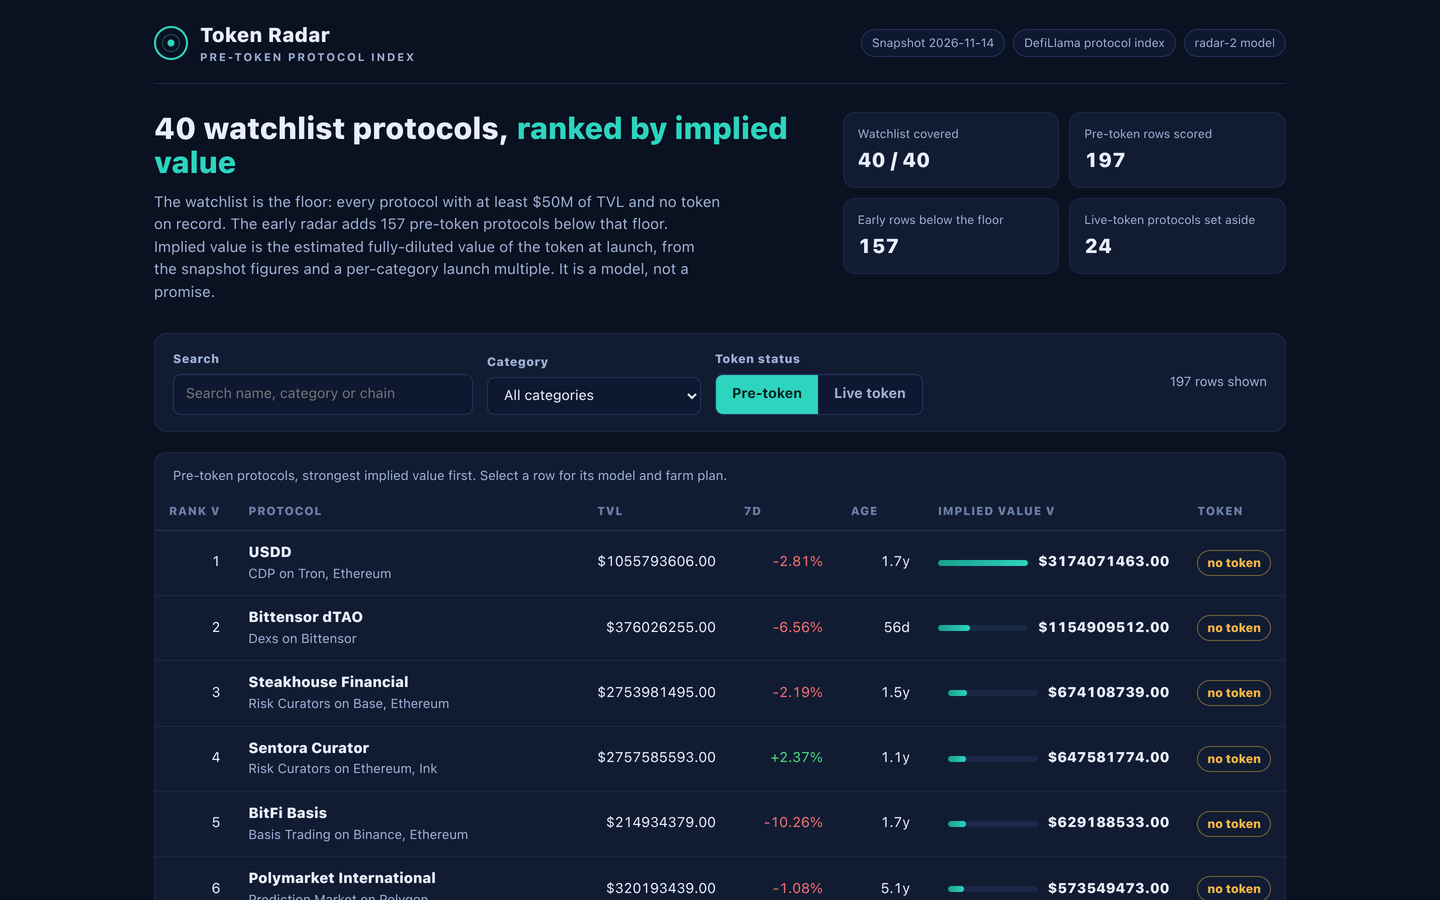 Token Radar
PRE-TOKEN PROTOCOL INDEX
Snapshot 2026-11-14
DefiLlama protocol index
radar-2 model
40 watchlist protocols, ranked by implied
value
The watchlist is the floor: every protocol with at least $50M of TVL and no token
on record. The early radar adds 157 pre-token protocols below that floor.
Implied value is the estimated fully-diluted value of the token at launch, from
the snapshot figures and a per-category launch multiple. It is a model, not a
promise.
Watchlist covered
40 / 40
Pre-token rows scored
197
Early rows below the floor
157
Live-token protocols set aside
24
Search
Search name, category or chain
Category
All categories
Token status
Pre-token
Live token
197 rows shown
Pre-token protocols, strongest implied value first. Select a row for its model and farm plan.
RANK V PROTOCOL TVL 7D AGE IMPLIED VALUE V TOKEN
1 USDD $1055793606.00 -2.81% 1.7y $3174071463.00 no token
CDP on Tron, Ethereum
2 Bittensor dTAO $376026255.00 -6.56% 56d $1154909512.00 no token
Dexs on Bittensor
3 Steakhouse Financial $2753981495.00 -2.19% 1.5y $674108739.00 no token
Risk Curators on Base, Ethereum
4 Sentora Curator $2757585593.00 +2.37% 1.1y $647581774.00 no token
Risk Curators on Ethereum, Ink
5 BitFi Basis $214934379.00 -10.26% 1.7y $629188533.00 no token
Basis Trading on Binance, Ethereum
6 Polymarket International $320193439.00 -1.08% 5.1y $573549473.00 no token
Prediction Market on Polygon